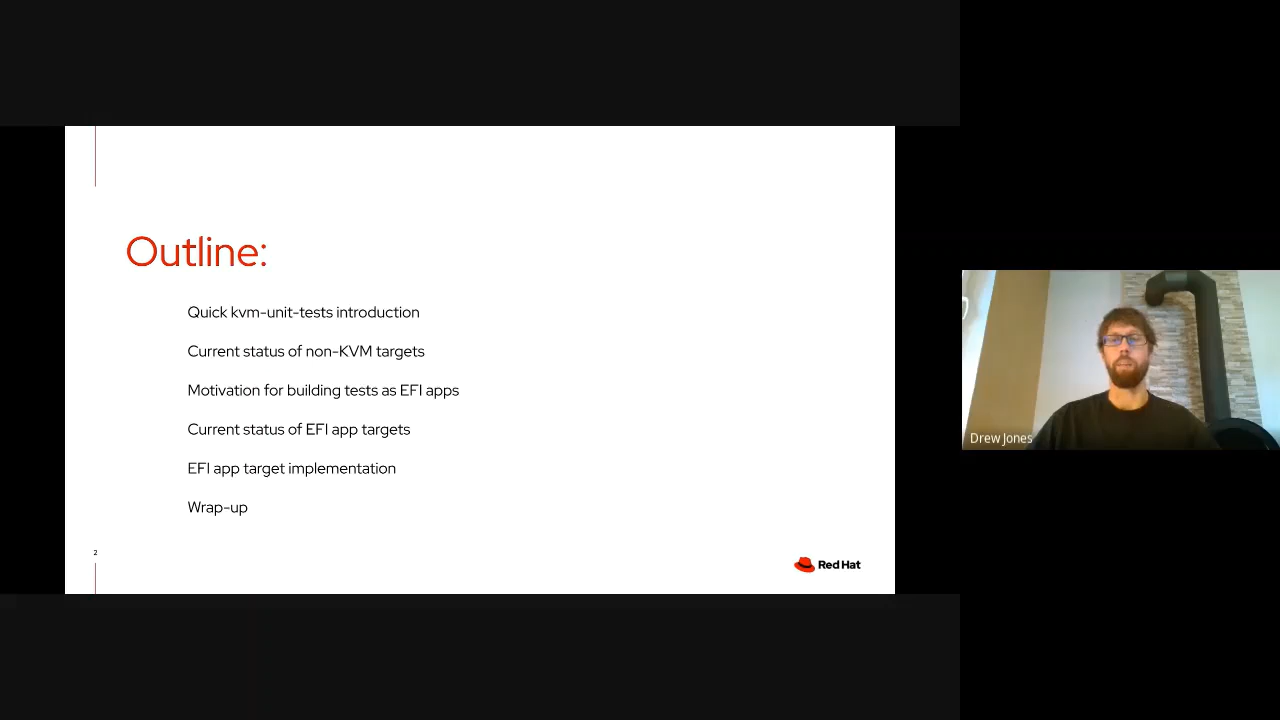 Outline:
Quick kvm-unit-tests introduction
Current status of non-KVM targets
Motivation for building tests as EFI apps
Current status of EFI app targets
EFI app target implementation
Wrap-up
2
Red Hat
Drew Jones